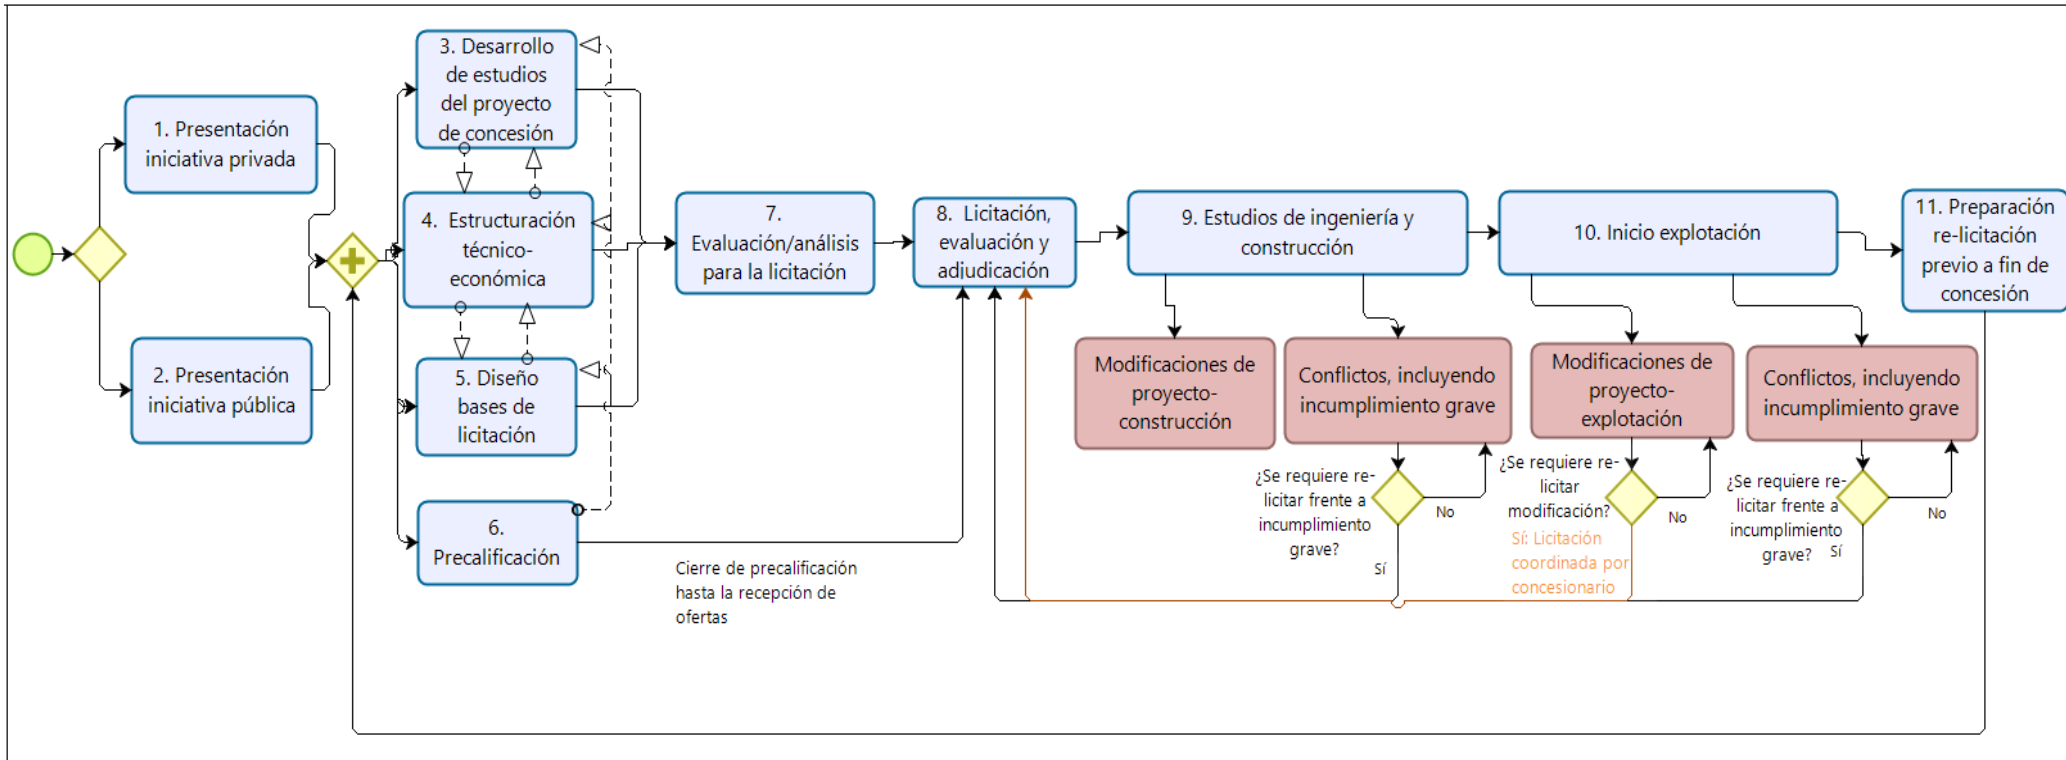 1. Presentación
iniciativa privada
2. Presentación
iniciativa pública
3. Desarrollo
de estudios
del proyecto
de concesión
4. Estructuración
técnico-
económica
5. Diseño
bases de
licitación
6.
Precalificación
7.
Evaluación/análisis
para la licitación
Cierre de precalificación
hasta la recepción de
ofertas
8. Licitación,
evaluación y
adjudicación
9. Estudios de ingeniería y
construcción
Modificaciones de
proyecto-
construcción
Conflictos, incluyendo
incumplimiento grave
¿Se requiere re-
licitar frente a
incumplimiento
grave?
No
Sí
10. Inicio explotación
Modificaciones de
proyecto-
explotación
¿Se requiere re-
licitar
modificación?
No
Sí: Licitación
coordinada por
concesionario
Conflictos, incluyendo
incumplimiento grave
¿Se requiere re-
licitar frente a
incumplimiento
grave?
No
Sí
11. Preparación
re-licitación
previo a fin de
concesión